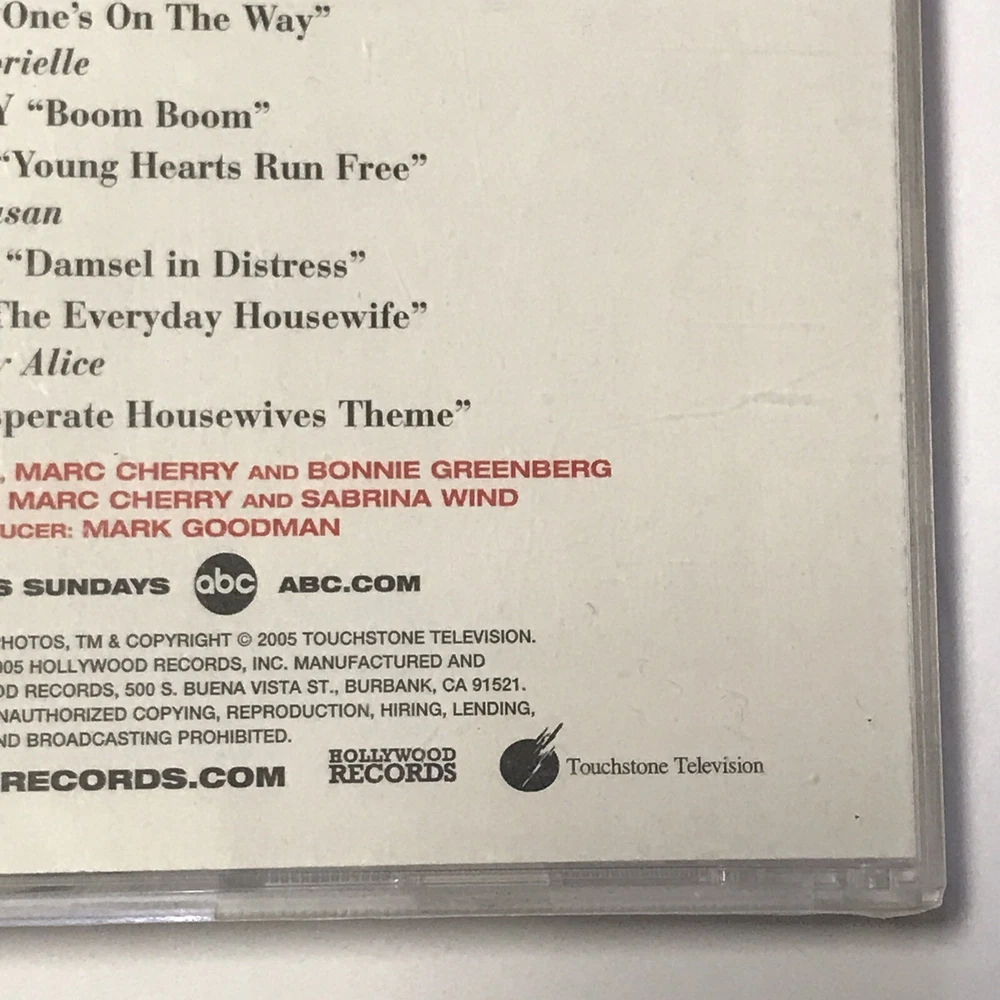 One's On The Way"
rielle
Y "Boom Boom"
"Young Hearts Run Free"
san
"Damsel in Distress"
The Everyday Housewife"
Alice
perate Housewives Theme"
, MARC CHERRY AND BONNIE GREENBERG
MARC CHERRY AND SABRINA WIND
UCER: MARK GOODMAN
S SUNDAYS abc ABC.COM
HOTOS, TM & COPYRIGHT © 2005 TOUCHSTONE TELEVISION.
005 HOLLYWOOD RECORDS, INC. MANUFACTURED AND
OD RECORDS, 500 S. BUENA VISTA ST., BURBANK, CA 91521.
NAUTHORIZED COPYING, REPRODUCTION, HIRING, LENDING,
ND BROADCASTING PROHIBITED.
RECORDS.COM HOLLYWOOD RECORDS Touchstone Television